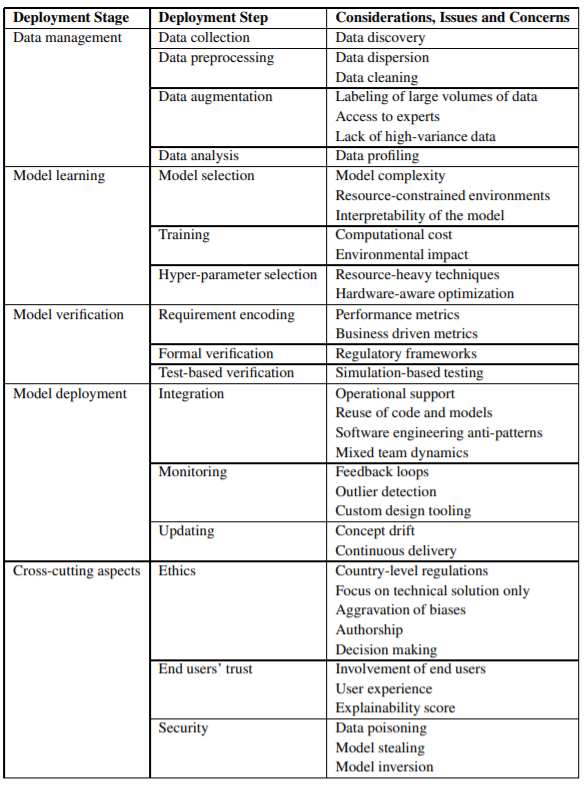 Deployment Stage Deployment Step Considerations, Issues and Concerns
Data management Data collection Data discovery
Data preprocessing Data dispersion
Data cleaning
Data augmentation Labeling of large volumes of data
Access to experts
Lack of high-variance data
Data analysis Data profiling
Model learning Model selection Model complexity
Resource-constrained environments
Interpretability of the model
Training Computational cost
Environmental impact
Hyper-parameter selection Resource-heavy techniques
Hardware-aware optimization
Model verification Requirement encoding Performance metrics
Business driven metrics
Formal verification Regulatory frameworks
Test-based verification Simulation-based testing
Model deployment Integration Operational support
Reuse of code and models
Software engineering anti-patterns
Mixed team dynamics
Monitoring Feedback loops
Outlier detection
Custom design tooling
Updating Concept drift
Continuous delivery
Cross-cutting aspects Ethics Country-level regulations
Focus on technical solution only
Aggravation of biases
Authorship
Decision making
End users’ trust Involvement of end users
User experience
Explainability score
Security Data poisoning
Model stealing
Model inversion